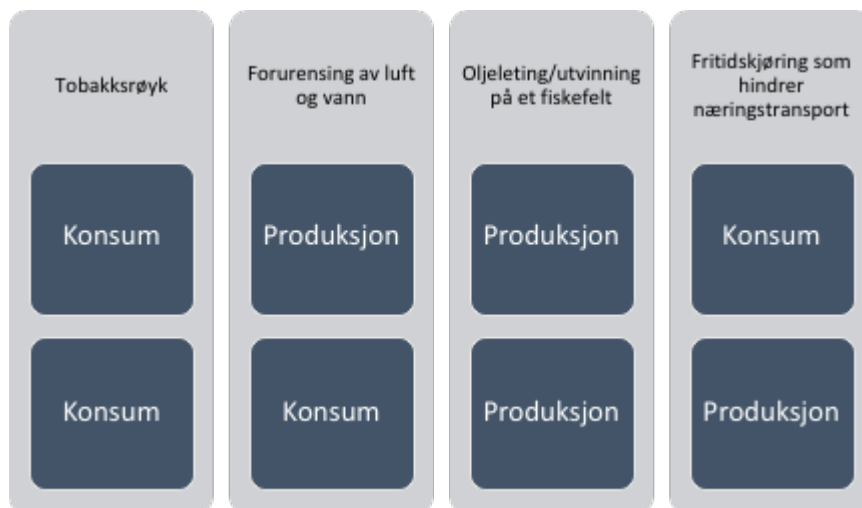 Tobakksrøyk
Forurensing av luft
og vann
Oljeleting/utvinning
på et fiskefelt
Fritidskjøring som
hindrer
næringstransport
Konsum
Produksjon
Produksjon
Konsum
Konsum
Konsum
Produksjon
Produksjon